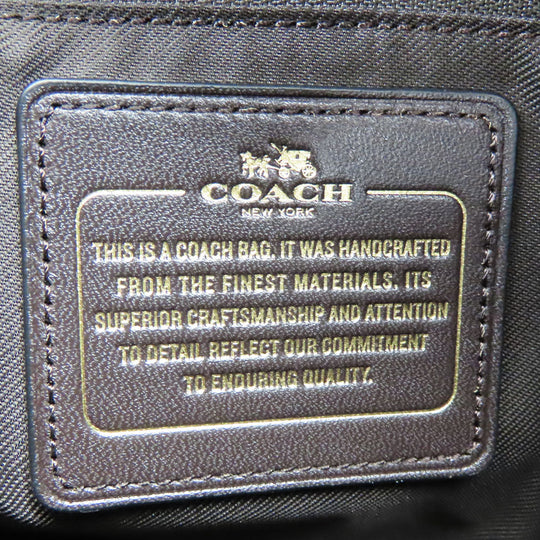 COACH
NEW YORK
THIS IS A COACH BAG. IT WAS HANDCRAFTED
FROM THE FINEST MATERIALS. ITS
SUPERIOR CRAFTSMANSHIP AND ATTENTION
TO DETAIL REFLECT OUR COMMITMENT
TO ENDURING QUALITY.